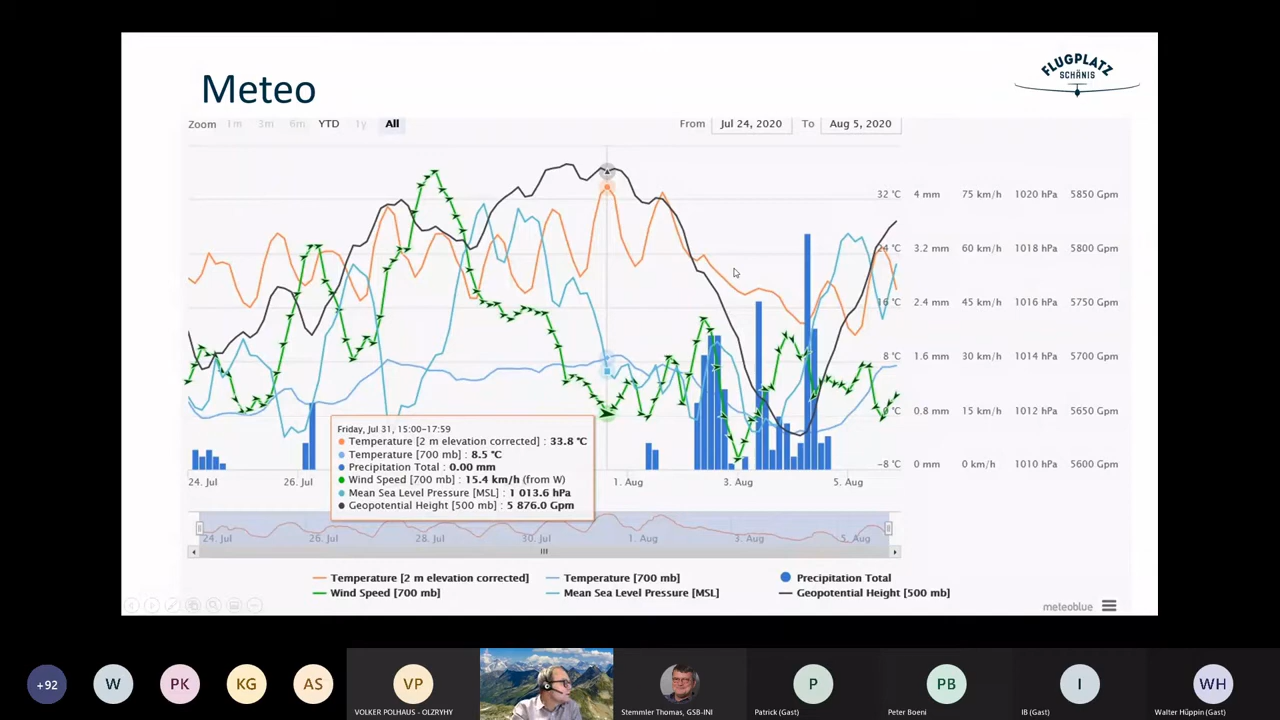 Meteo
FLUGPLATZ
SCHÄNIS
Zoom 1m 3m 6m YTD 1y All
From Jul 24, 2020 To Aug 5, 2020
32 °C 4 mm 75 km/h 1020 hPa 5850 Gpm
24 °C 3.2 mm 60 km/h 1018 hPa 5800 Gpm
16 °C 2.4 mm 45 km/h 1016 hPa 5750 Gpm
8 °C 1.6 mm 30 km/h 1014 hPa 5700 Gpm
0 °C 0.8 mm 15 km/h 1012 hPa 5650 Gpm
-8 °C 0 mm 0 km/h 1010 hPa 5600 Gpm
Friday, Jul 31, 15:00-17:59
Temperature [2 m elevation corrected] : 33.8 °C
Temperature [700 mb] : 8.5 °C
Precipitation Total : 0.00 mm
Wind Speed [700 mb] : 15.4 km/h (from W)
Mean Sea Level Pressure [MSL] : 1 013.6 hPa
Geopotential Height [500 mb] : 5 876.0 Gpm
24. Jul 26. Jul 1. Aug 3. Aug 5. Aug
24. Jul 26. Jul 28. Jul 30. Jul 1. Aug 3. Aug 5. Aug
Temperature [2 m elevation corrected] Temperature [700 mb] Precipitation Total
Wind Speed [700 mb] Mean Sea Level Pressure [MSL] Geopotential Height [500 mb]
meteoblue
+92 W PK KG AS VP P PB I WH
VOLKER POLHAUS - OLZRYHY Stemmler Thomas, GSB-INI Patrick (Gast) Peter Boeni IB (Gast) Walter Hüppin (Gast)